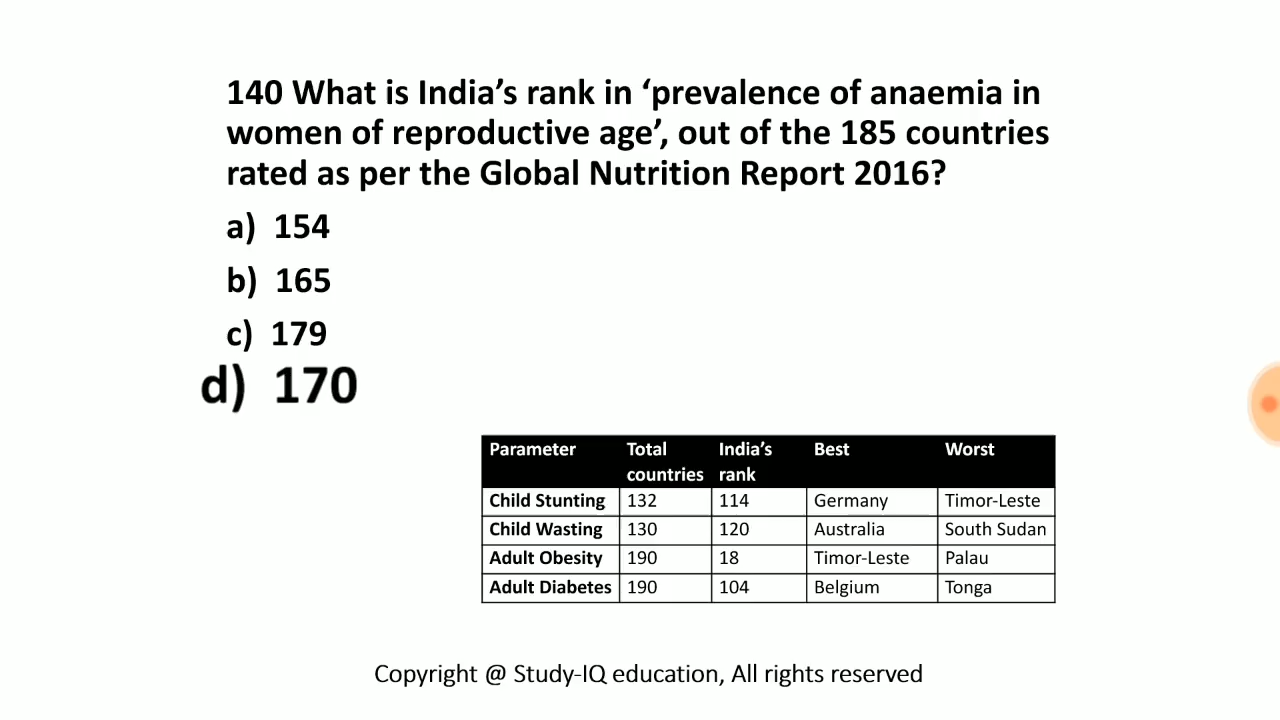 140 What is India’s rank in ‘prevalence of anaemia in
women of reproductive age’, out of the 185 countries
rated as per the Global Nutrition Report 2016?
a) 154
b) 165
c) 179
d) 170
Parameter Total countries India’s rank Best Worst
Child Stunting 132 114 Germany Timor-Leste
Child Wasting 130 120 Australia South Sudan
Adult Obesity 190 18 Timor-Leste Palau
Adult Diabetes 190 104 Belgium Tonga
Copyright @ Study-IQ education, All rights reserved